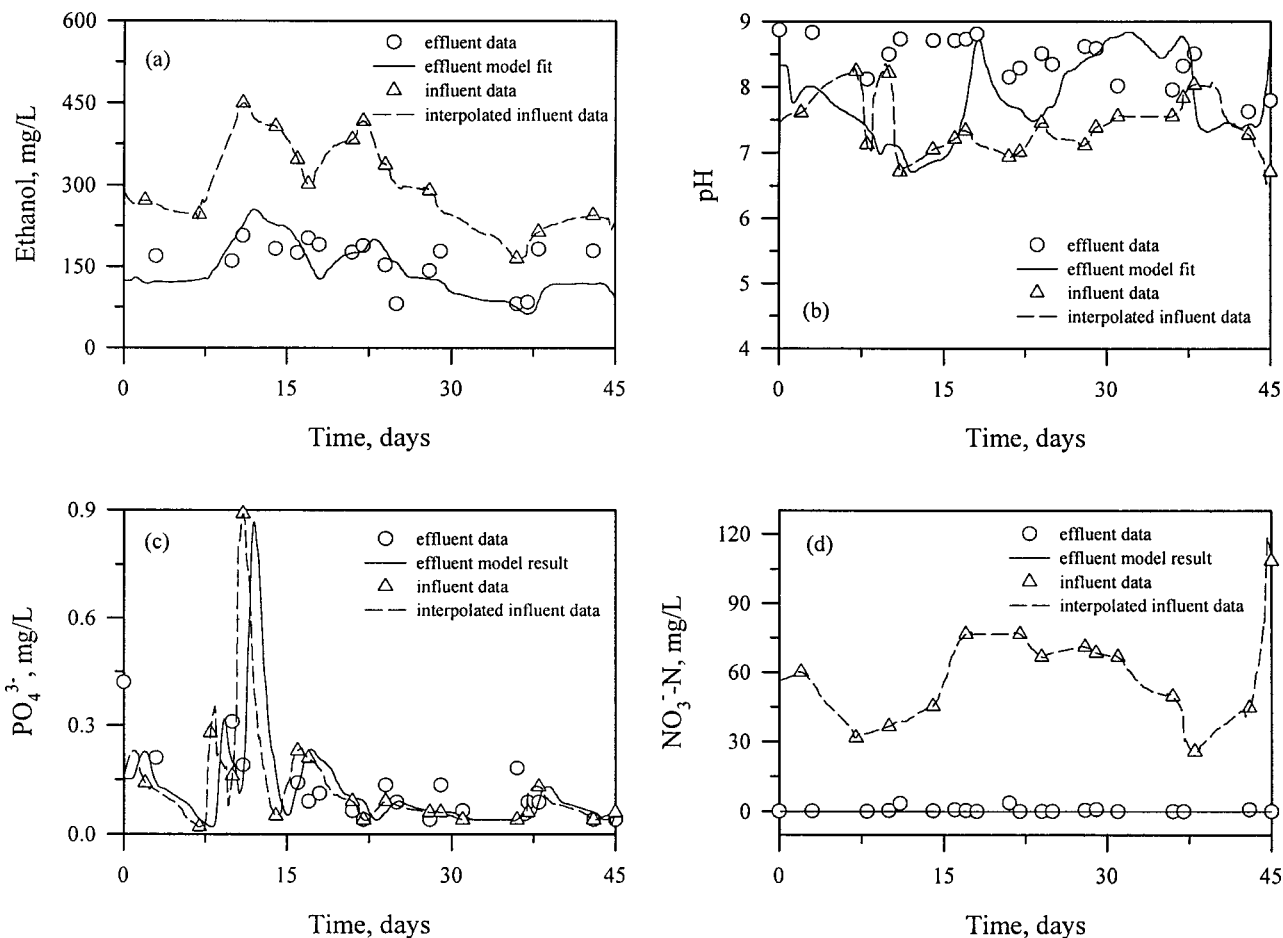 (a)
effluent data
effluent model fit
influent data
interpolated influent data
600
450
300
150
0
Ethanol, mg/L
0
15
30
45
Time, days
(b)
effluent data
effluent model fit
influent data
interpolated influent data
9
8
7
6
5
4
pH
0
15
30
45
Time, days
(c)
effluent data
effluent model result
influent data
interpolated influent data
0.9
0.6
0.3
0.0
PO₄³⁻, mg/L
0
15
30
45
Time, days
(d)
effluent data
effluent model result
influent data
interpolated influent data
120
90
60
30
0
NO₃⁻-N, mg/L
0
15
30
45
Time, days